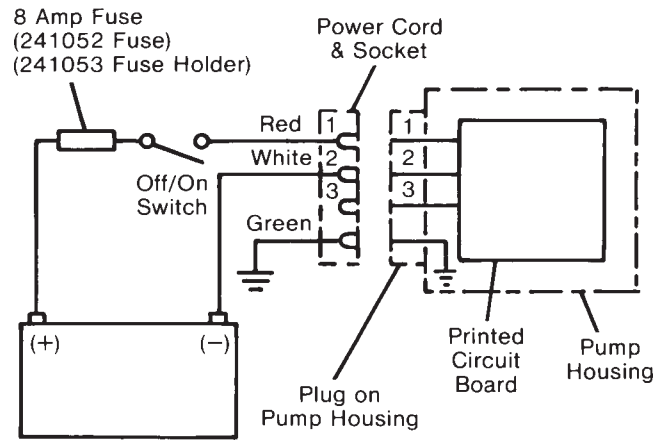 8 Amp Fuse
(241052 Fuse)
(241053 Fuse Holder)
Power Cord
& Socket
Red
1
1
White
2
2
Off/On
Switch
3
3
Green
(+)
(−)
Printed
Circuit
Board
Pump
Housing
Plug on
Pump Housing